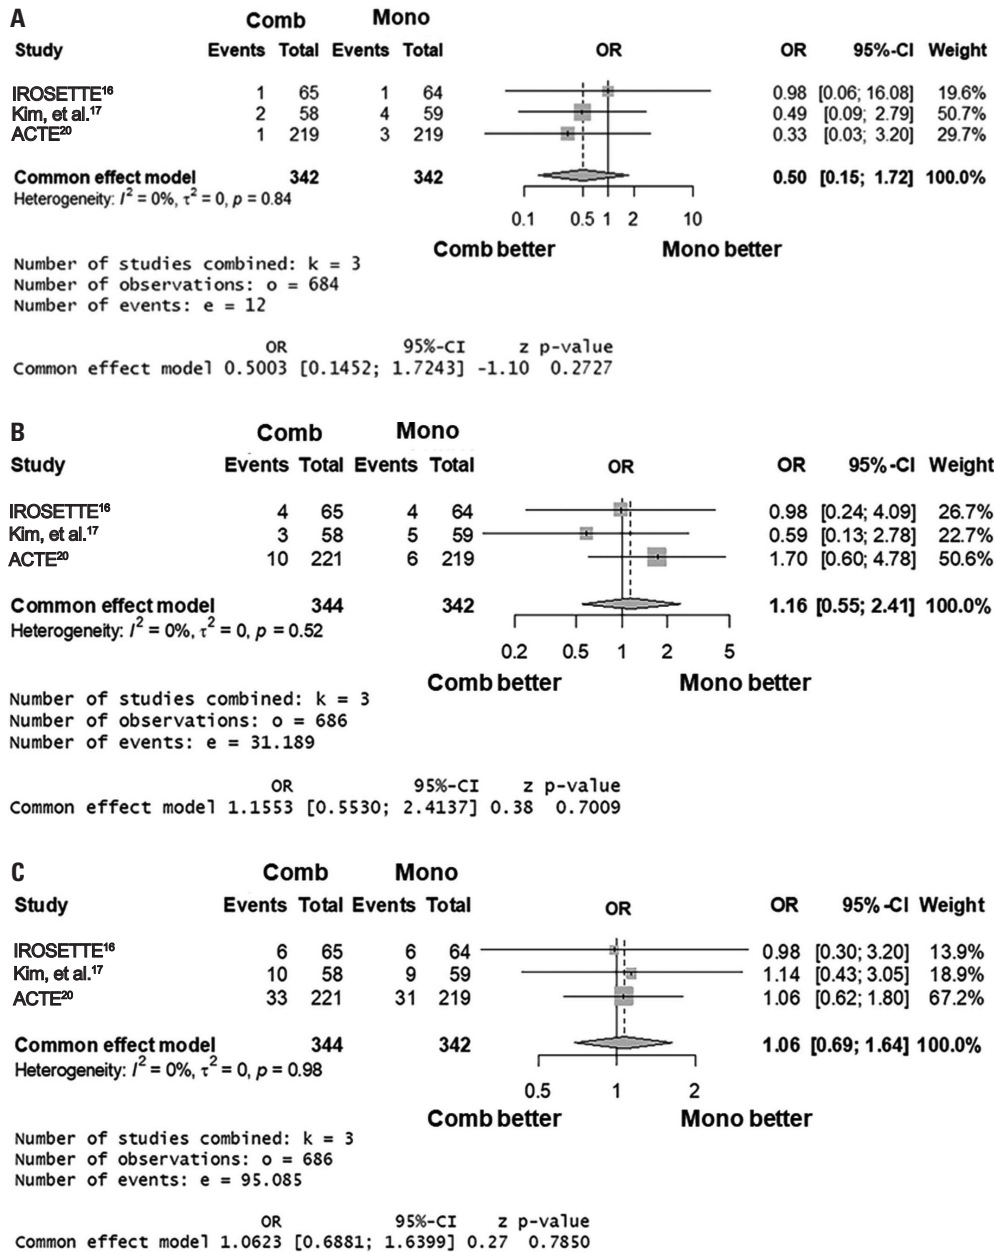 A
Comb Mono
Study Events Total Events Total OR OR 95%-CI Weight
IROSETTE16 1 65 1 64 0.98 [0.06; 16.08] 19.6%
Kim, et al.17 2 58 4 59 0.49 [0.09; 2.79] 50.7%
ACTE20 1 219 3 219 0.33 [0.03; 3.20] 29.7%
Common effect model 342 342 0.50 [0.15; 1.72] 100.0%
Heterogeneity: I2 = 0%, τ2 = 0, p = 0.84
0.1 0.5 1 2 10
Comb better Mono better
Number of studies combined: k = 3
Number of observations: o = 684
Number of events: e = 12
OR 95%-CI z p-value
Common effect model 0.5003 [0.1452; 1.7243] -1.10 0.2727
B
Comb Mono
Study Events Total Events Total OR OR 95%-CI Weight
IROSETTE16 4 65 4 64 0.98 [0.24; 4.09] 26.7%
Kim, et al.17 3 58 5 59 0.59 [0.13; 2.78] 22.7%
ACTE20 10 221 6 219 1.70 [0.60; 4.78] 50.6%
Common effect model 344 342 1.16 [0.55; 2.41] 100.0%
Heterogeneity: I2 = 0%, τ2 = 0, p = 0.52
0.2 0.5 1 2 5
Comb better Mono better
Number of studies combined: k = 3
Number of observations: o = 686
Number of events: e = 31.189
OR 95%-CI z p-value
Common effect model 1.1553 [0.5530; 2.4137] 0.38 0.7009
C
Comb Mono
Study Events Total Events Total OR OR 95%-CI Weight
IROSETTE16 6 65 6 64 0.98 [0.30; 3.20] 13.9%
Kim, et al.17 10 58 9 59 1.14 [0.43; 3.05] 18.9%
ACTE20 33 221 31 219 1.06 [0.62; 1.80] 67.2%
Common effect model 344 342 1.06 [0.69; 1.64] 100.0%
Heterogeneity: I2 = 0%, τ2 = 0, p = 0.98
0.5 1 2
Comb better Mono better
Number of studies combined: k = 3
Number of observations: o = 686
Number of events: e = 95.085
OR 95%-CI z p-value
Common effect model 1.0623 [0.6881; 1.6399] 0.27 0.7850